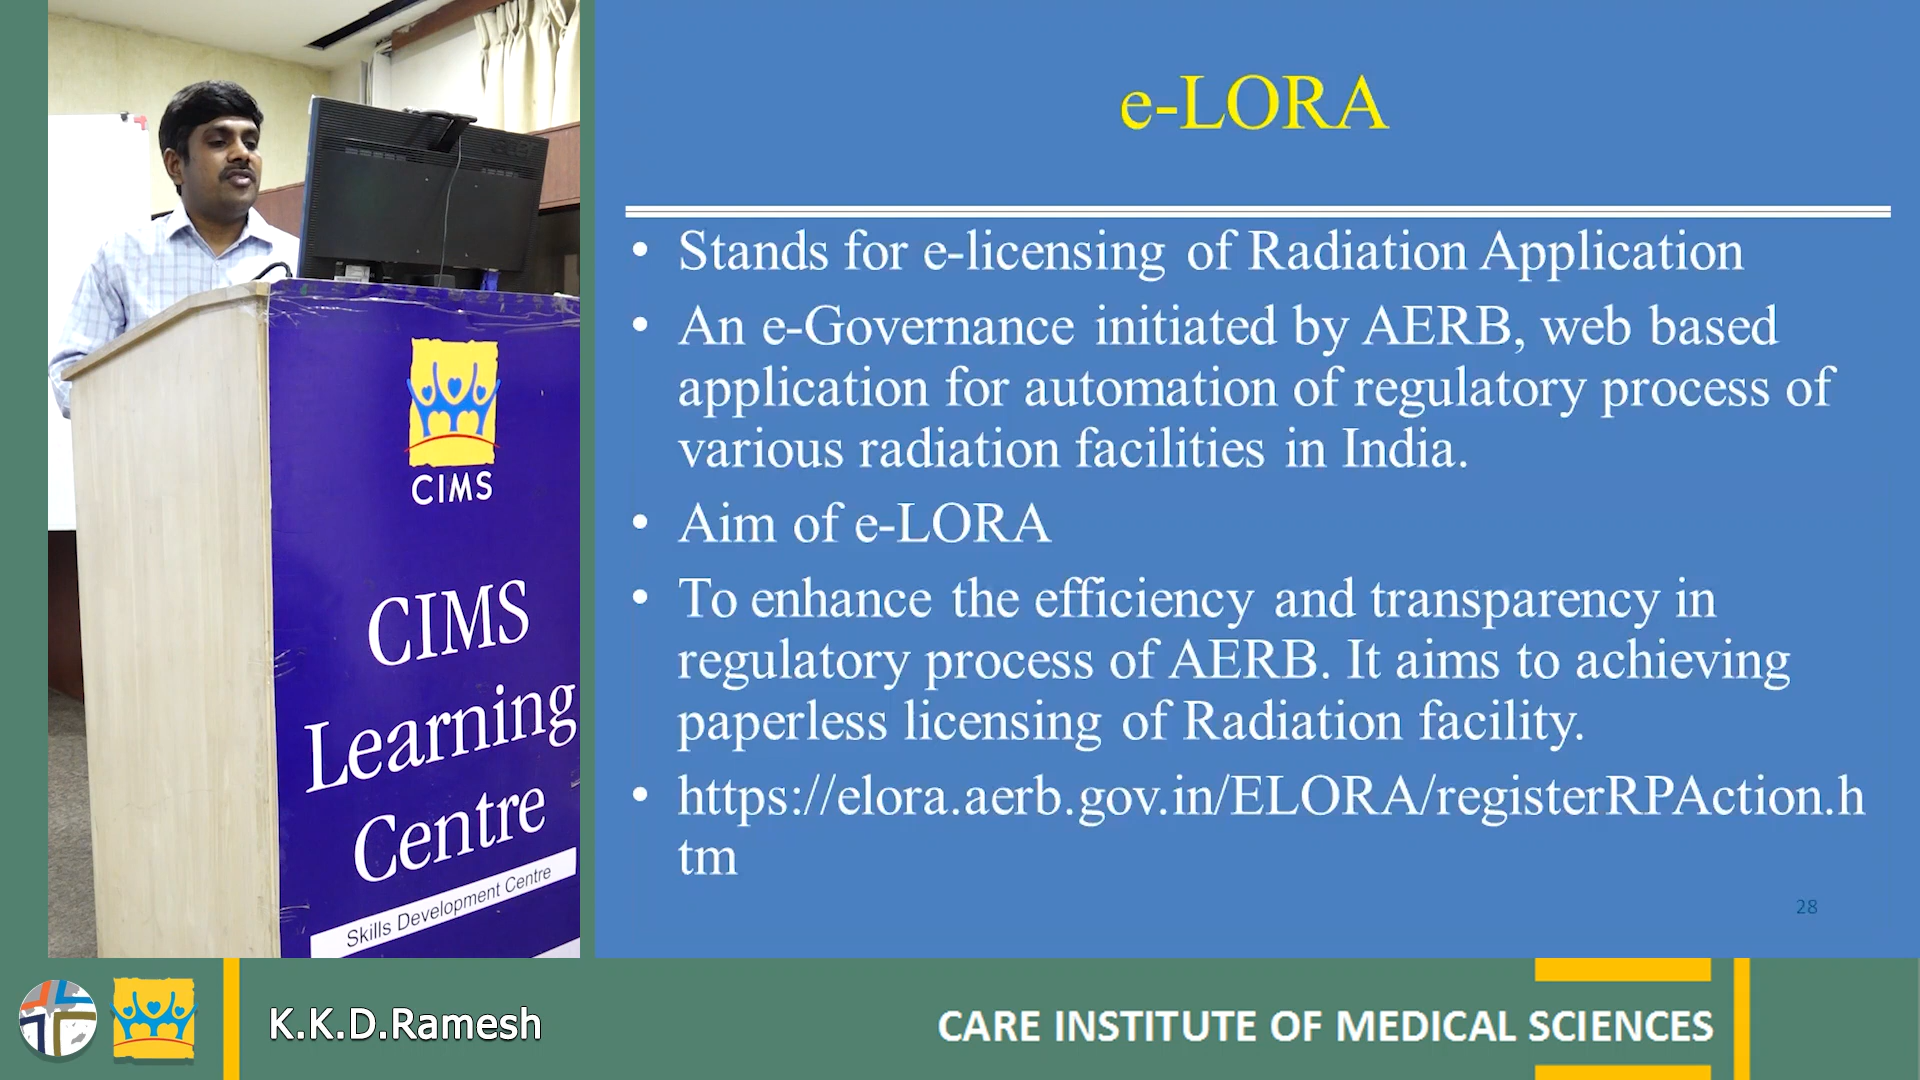 e-LORA
• Stands for e-licensing of Radiation Application
• An e-Governance initiated by AERB, web based
application for automation of regulatory process of
various radiation facilities in India.
• Aim of e-LORA
• To enhance the efficiency and transparency in
regulatory process of AERB. It aims to achieving
paperless licensing of Radiation facility.
• https://elora.aerb.gov.in/ELORA/registerRPAction.h
tm
28
acer
CIMS
CIMS
Learning
Centre
Skills Development Centre
K.K.D.Ramesh
CARE INSTITUTE OF MEDICAL SCIENCES